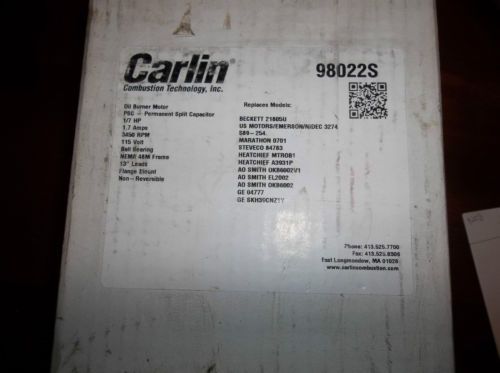 Carlin®
Combustion Technology, Inc.
98022S
Oil Burner Motor
PSC - Permanent Split Capacitor
1/7 HP
1.7 Amps
3450 RPM
115 Volt
Ball Bearing
NEMA 48M Frame
13" Leads
Flange Mount
Non-Reversible
Replaces Models:
BECKETT 21805U
US MOTORS/EMERSON/NIDEC 3274
S89-254
MARATHON 9701
STEVECO 84783
HEATCHIEF MTROB1
HEATCHIEF A3931P
AO SMITH OKB6002V1
AO SMITH EL2002
AO SMITH OKB6002
GE 04777
GE
Phone: 413.525.7700
Fax: 413.525.8306
East Longmeadow, MA 01028
www.carlincombustion.com